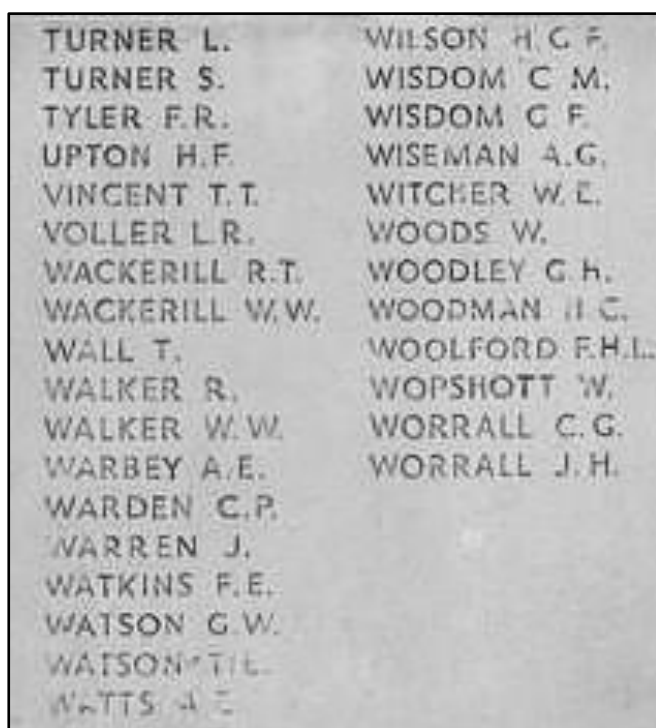 TURNER L.
TURNER S.
TYLER F.R.
UPTON H.F.
VINCENT T.T.
VOLLER L.R.
WACKERILL R.T.
WACKERILL W.W.
WALL T.
WALKER R.
WALKER W.W.
WARBEY A.E.
WARDEN C.P.
WARREN J.
WATKINS F.E.
WATSON G.W.
WATSON
WATTS
WILSON H.G.F.
WISDOM C M.
WISDOM G F.
WISEMAN A.G.
WITCHER W.E.
WOODS W.
WOODLEY G.H.
WOODMAN
WOOLFORD F.H.L.
WOPSHOTT W.
WORRALL C.G.
WORRALL J.H.